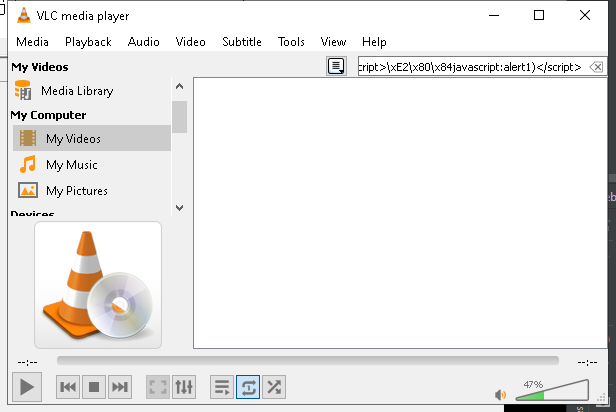 VLC media player
Media Playback Audio Video Subtitle Tools View Help
My Videos
cript>\xE2\x80\x84javascript:alert1)</script>
Media Library
My Computer
My Videos
My Music
My Pictures
Devices
--:--
--:--
47%